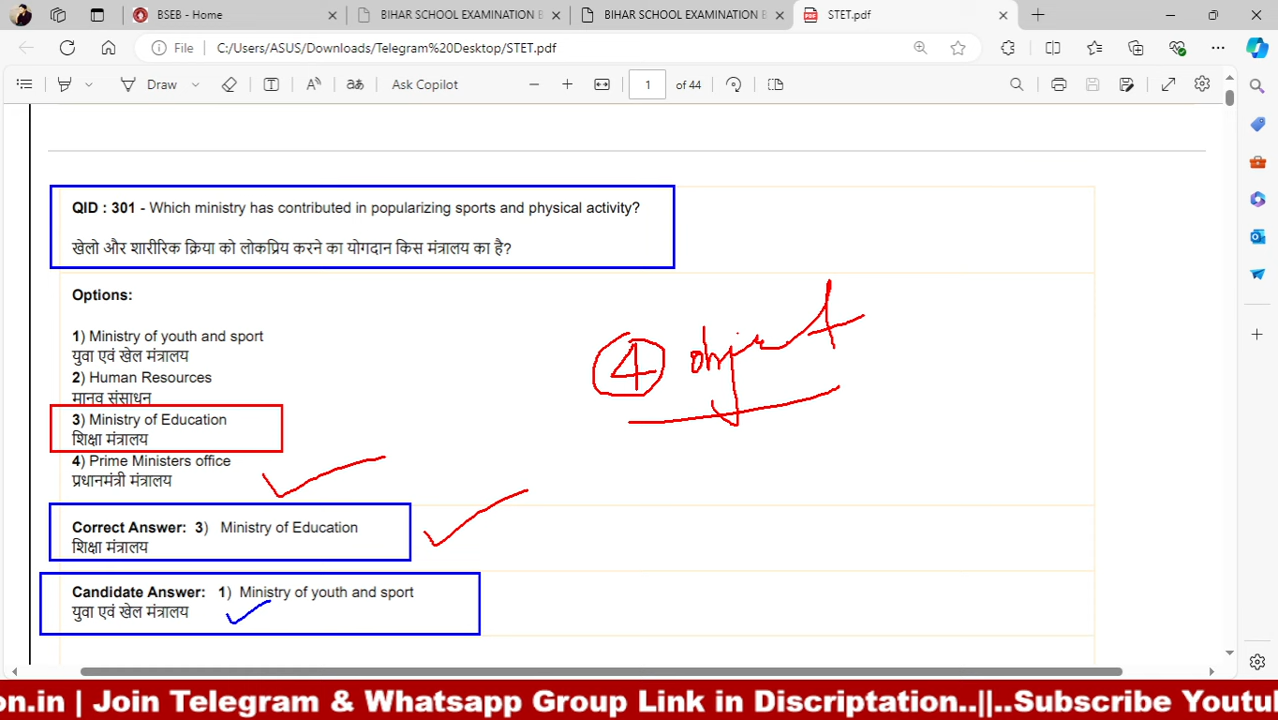 BSEB - Home
BIHAR SCHOOL EXAMINATION B
BIHAR SCHOOL EXAMINATION B
STET.pdf
File
C:/Users/ASUS/Downloads/Telegram%20Desktop/STET.pdf
Draw
aあ
Ask Copilot
1
of 44
QID : 301 - Which ministry has contributed in popularizing sports and physical activity?
खेलो और शारीरिक क्रिया को लोकप्रिय करने का योगदान किस मंत्रालय का है?
Options:
1) Ministry of youth and sport
युवा एवं खेल मंत्रालय
2) Human Resources
मानव संसाधन
3) Ministry of Education
शिक्षा मंत्रालय
4) Prime Ministers office
प्रधानमंत्री मंत्रालय
4
Correct Answer: 3) Ministry of Education
शिक्षा मंत्रालय
Candidate Answer: 1) Ministry of youth and sport
युवा एवं खेल मंत्रालय
on.in | Join Telegram & Whatsapp Group Link in Discriptation..||..Subscribe Youtu